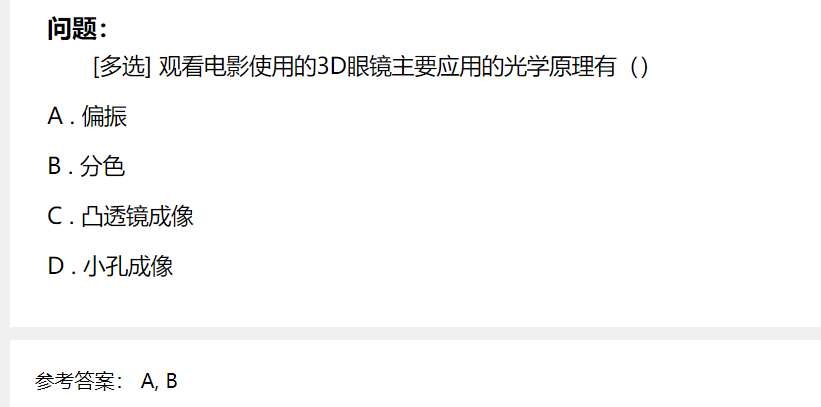 问题：
[多选] 观看电影使用的3D眼镜主要应用的光学原理有（）
A . 偏振
B . 分色
C . 凸透镜成像
D . 小孔成像
参考答案： A, B